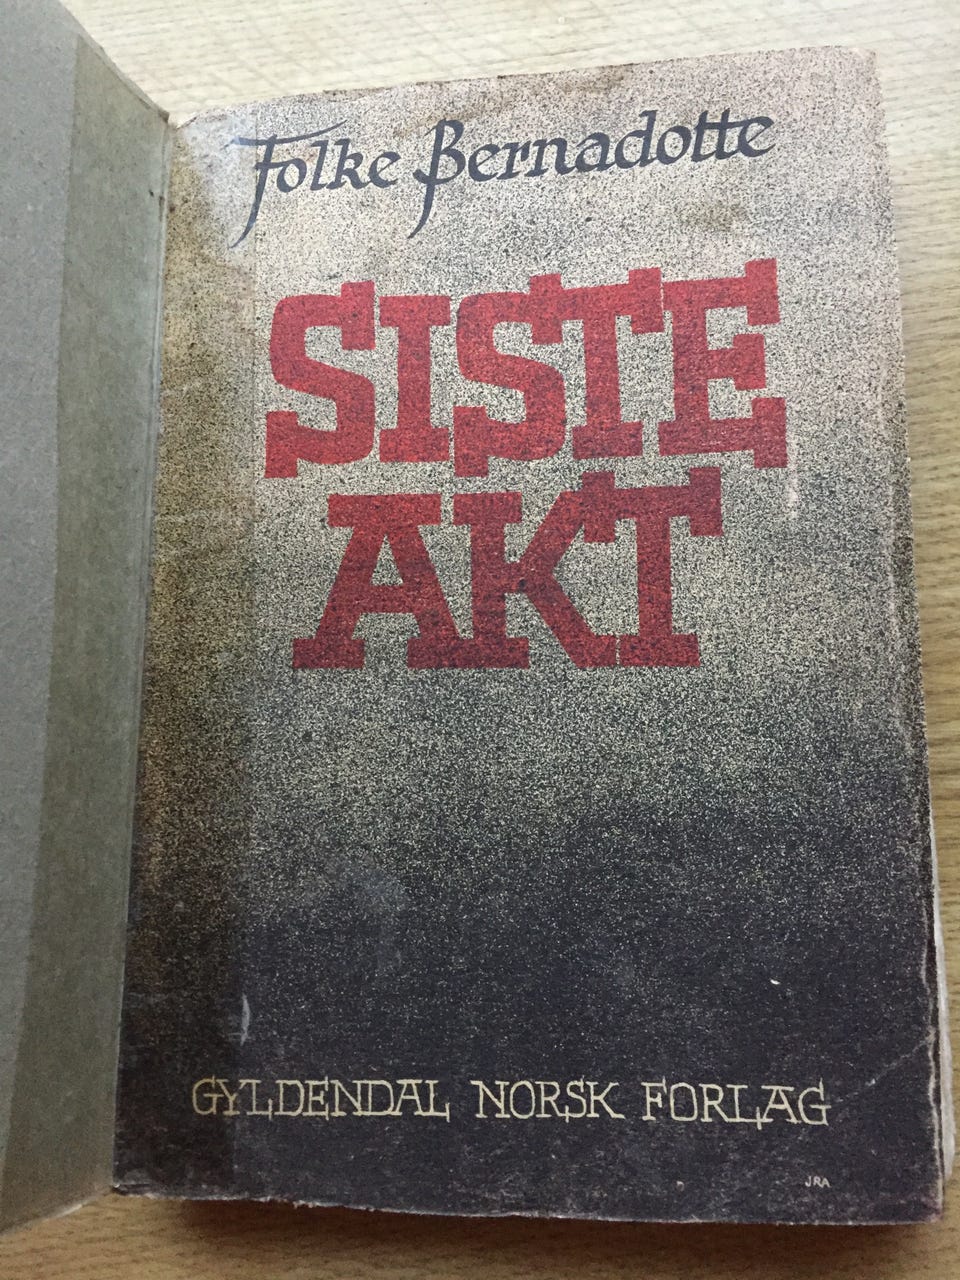 Folke Bernadotte
SISTE
AKT
GYLDENDAL NORSK FORLAG
JRA